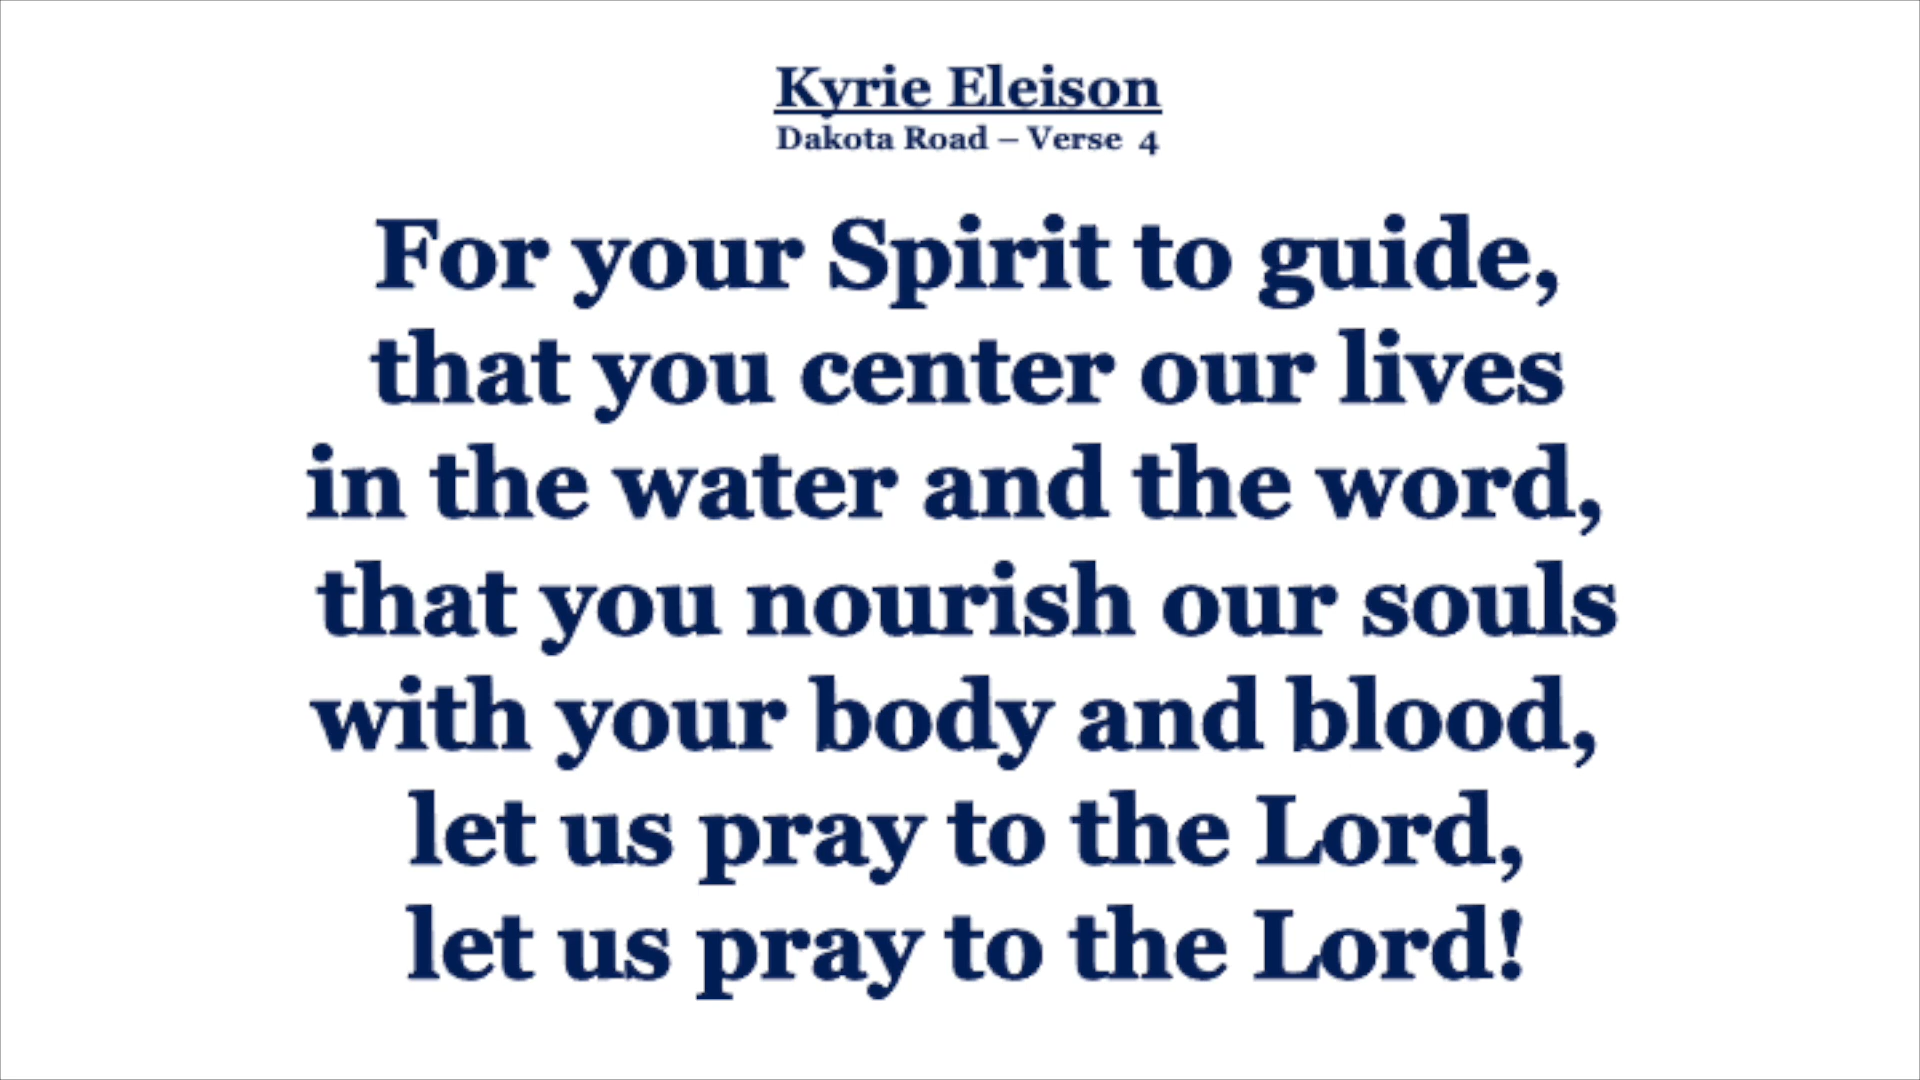 Kyrie Eleison
Dakota Road – Verse 4
For your Spirit to guide,
that you center our lives
in the water and the word,
that you nourish our souls
with your body and blood,
let us pray to the Lord,
let us pray to the Lord!